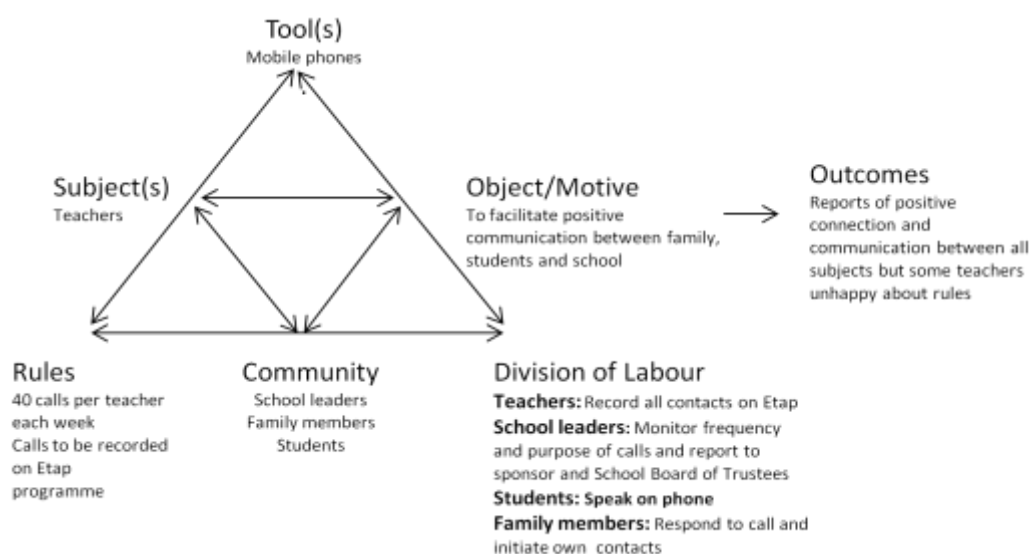 Tool(s)
Mobile phones
Subject(s)
Teachers
Object/Motive
To facilitate positive
communication between family,
students and school
Outcomes
Reports of positive
connection and
communication between all
subjects but some teachers
unhappy about rules
Rules
40 calls per teacher
each week
Calls to be recorded
on Etap
programme
Community
School leaders
Family members
Students
Division of Labour
Teachers: Record all contacts on Etap
School leaders: Monitor frequency
and purpose of calls and report to
sponsor and School Board of Trustees
Students: Speak on phone
Family members: Respond to call and
initiate own contacts